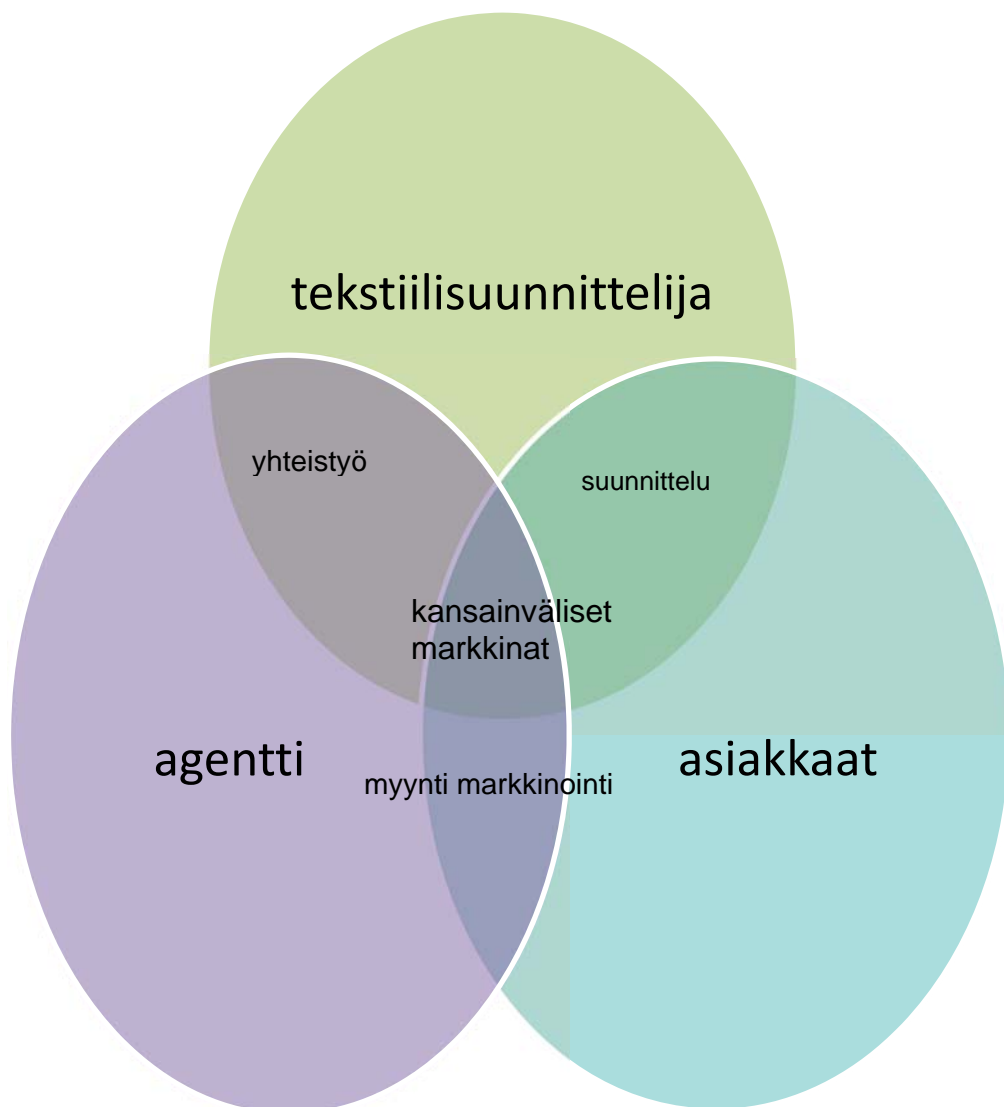 tekstiilisuunnittelija
yhteistyö
suunnittelu
kansainväliset
markkinat
agentti
asiakkaat
myynti markkinointi